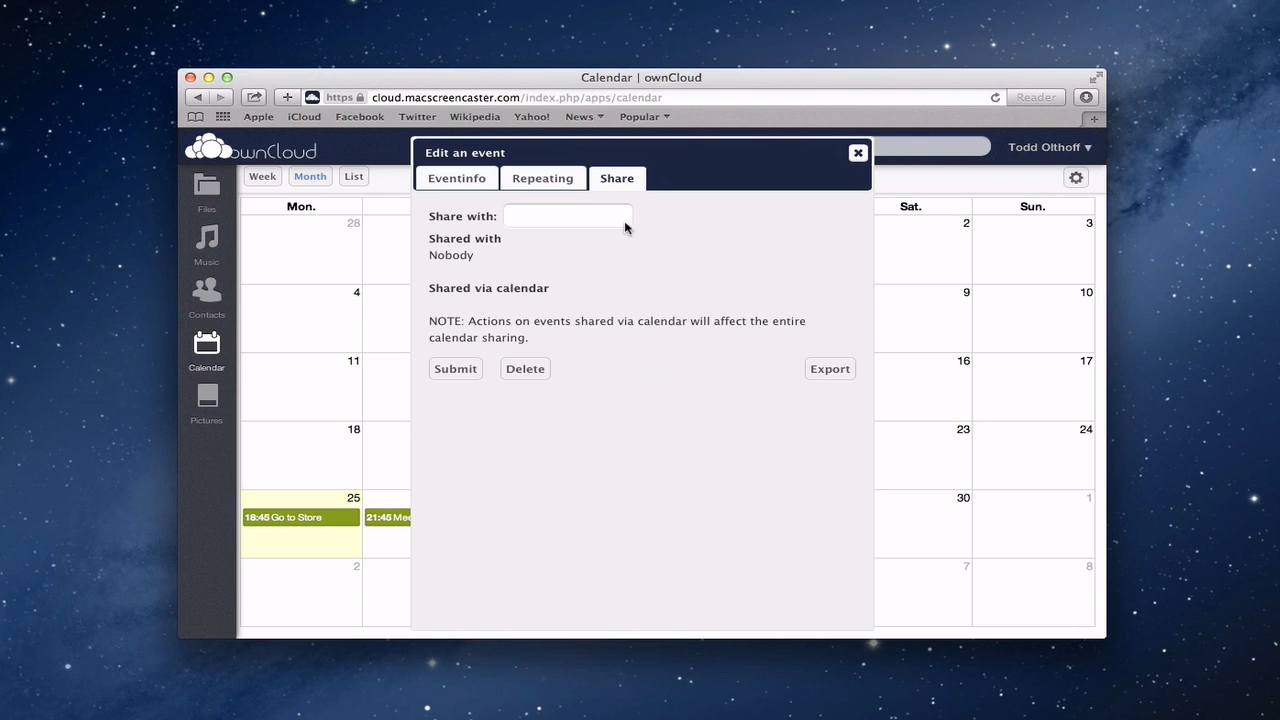 Calendar | ownCloud
https cloud.macscreencaster.com/index.php/apps/calendar Reader
Apple iCloud Facebook Twitter Wikipedia Yahoo! News Popular
ownCloud
Todd Olthoff
Edit an event
Eventinfo Repeating Share
Week Month List
Files
Music
Contacts
Calendar
Pictures
Share with:
Shared with
Nobody
Shared via calendar
NOTE: Actions on events shared via calendar will affect the entire
calendar sharing.
Submit Delete Export
Mon. Sat. Sun.
28 2 3
4 9 10
11 16 17
18 23 24
25 30 1
18:45 Go to Store 21:45
2 7 8